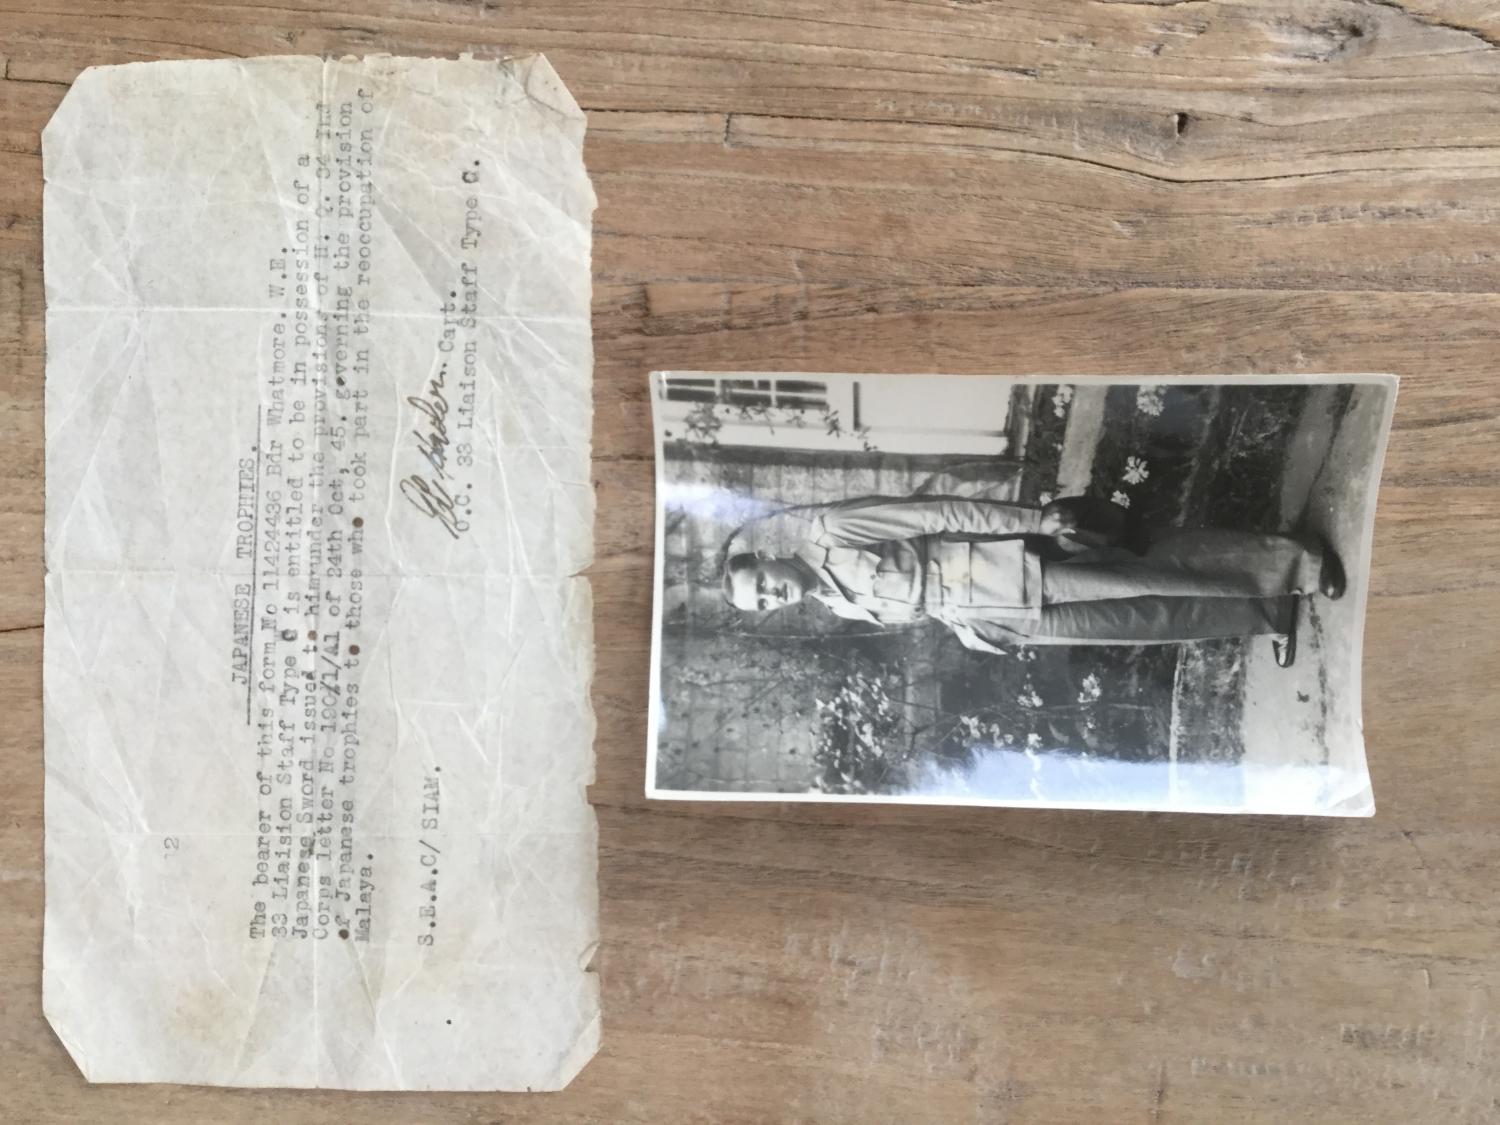 12
JAPANESE TROPHIES.
The bearer of this form No 11424436 Bdr Whatmore. W.E.
33 Liaision Staff Type C is entitled to be in possession of a
Japanese Sword issued to him under the provisions of H. Q. 34 Ind
Corps letter No 190/1/A1 of 24th Oct, 45. governing the provision
of Japanese trophies to those who took part in the reoccupation of
Malaya.
Capt.
S.E.A.C/ SIAM. O.C. 33 Liaison Staff Type C.